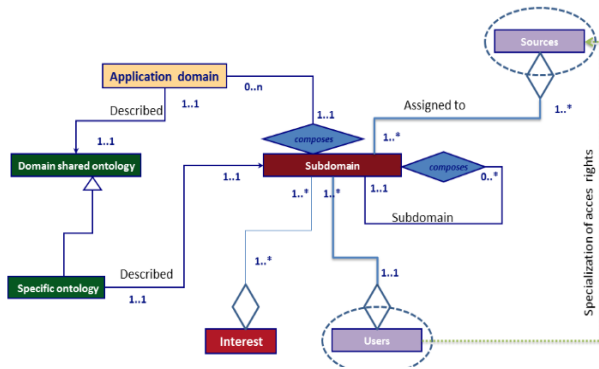 Sources
Application domain
0..n
1..1
Described
1..1
1..1
Assigned to
1..*
composes
1..*
Domain shared ontology
Subdomain
composes
0..*
1..1
1..*
1..*
1..1
Subdomain
Specialization of acces rights
Described
1..*
1..1
Specific ontology
1..1
Interest
Users